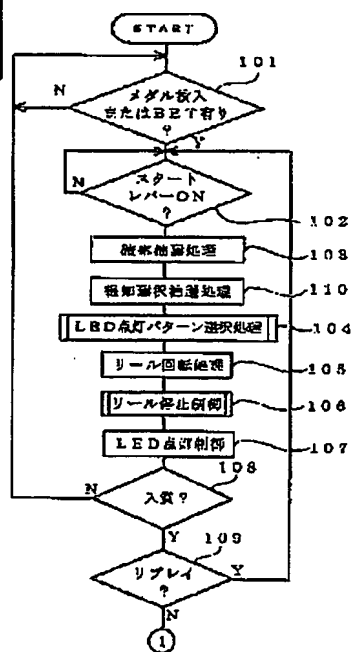 START
101
メダル投入
またはBET有り
?
N
Y
スタート
レバーON
?
N
102
確率抽選処理
103
報知選択抽選処理
110
LED点灯パターン選択処理
104
リール回転処理
105
リール停止制御
106
LED点灯制御
107
108
入賞?
N
Y
109
リプレイ
?
Y
N
1